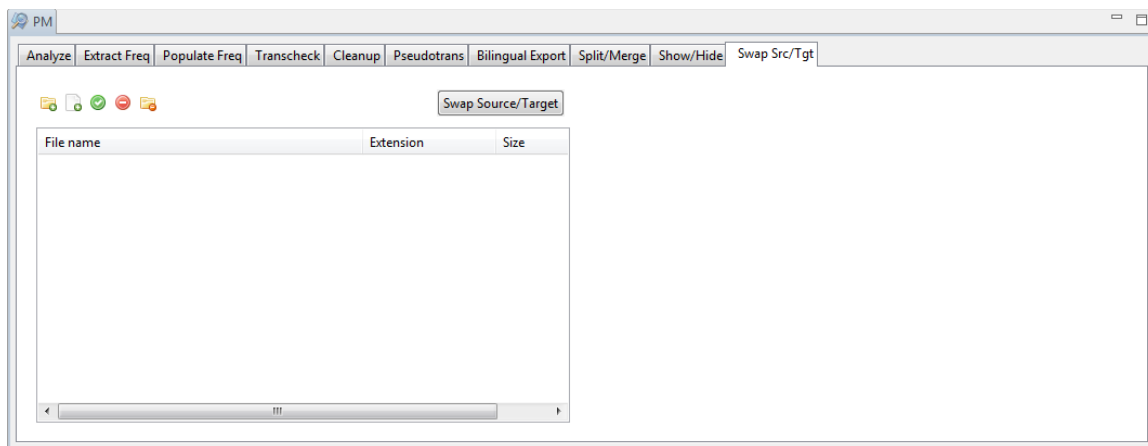 PM
Analyze Extract Freq Populate Freq Transcheck Cleanup Pseudotrans Bilingual Export Split/Merge Show/Hide Swap Src/Tgt
Swap Source/Target
File name Extension Size